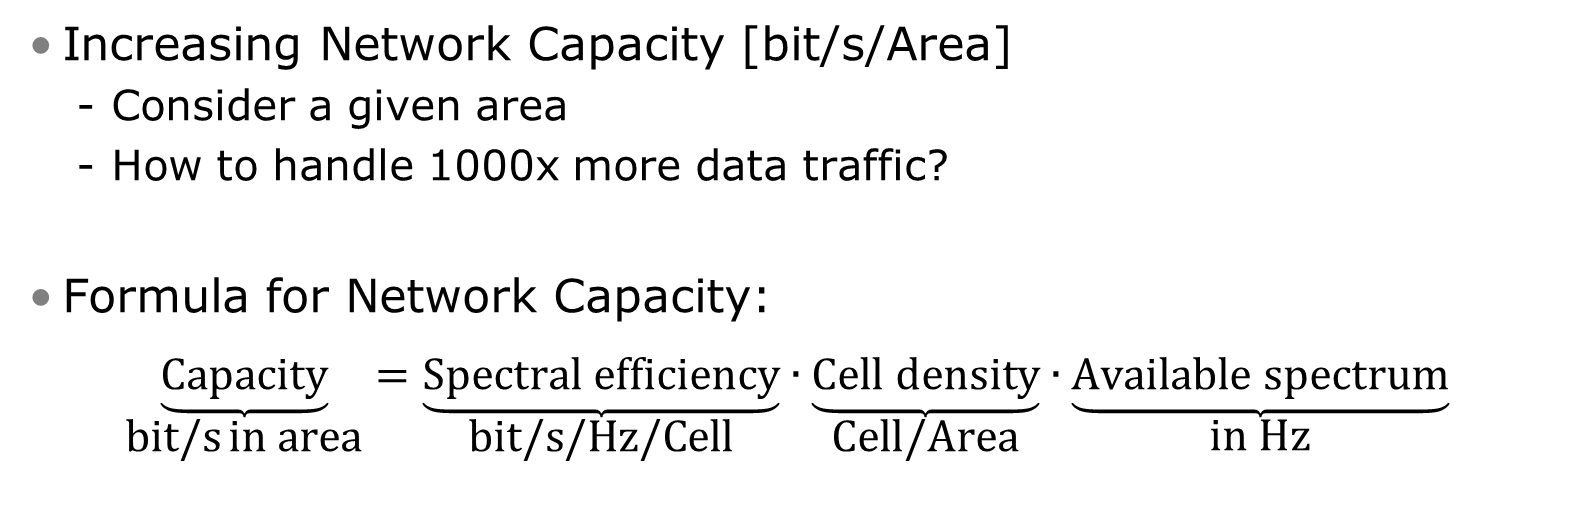 • Increasing Network Capacity [bit/s/Area]
- Consider a given area
- How to handle 1000x more data traffic?
• Formula for Network Capacity:
Capacity = Spectral efficiency · Cell density · Available spectrum
bit/s in area bit/s/Hz/Cell Cell/Area in Hz